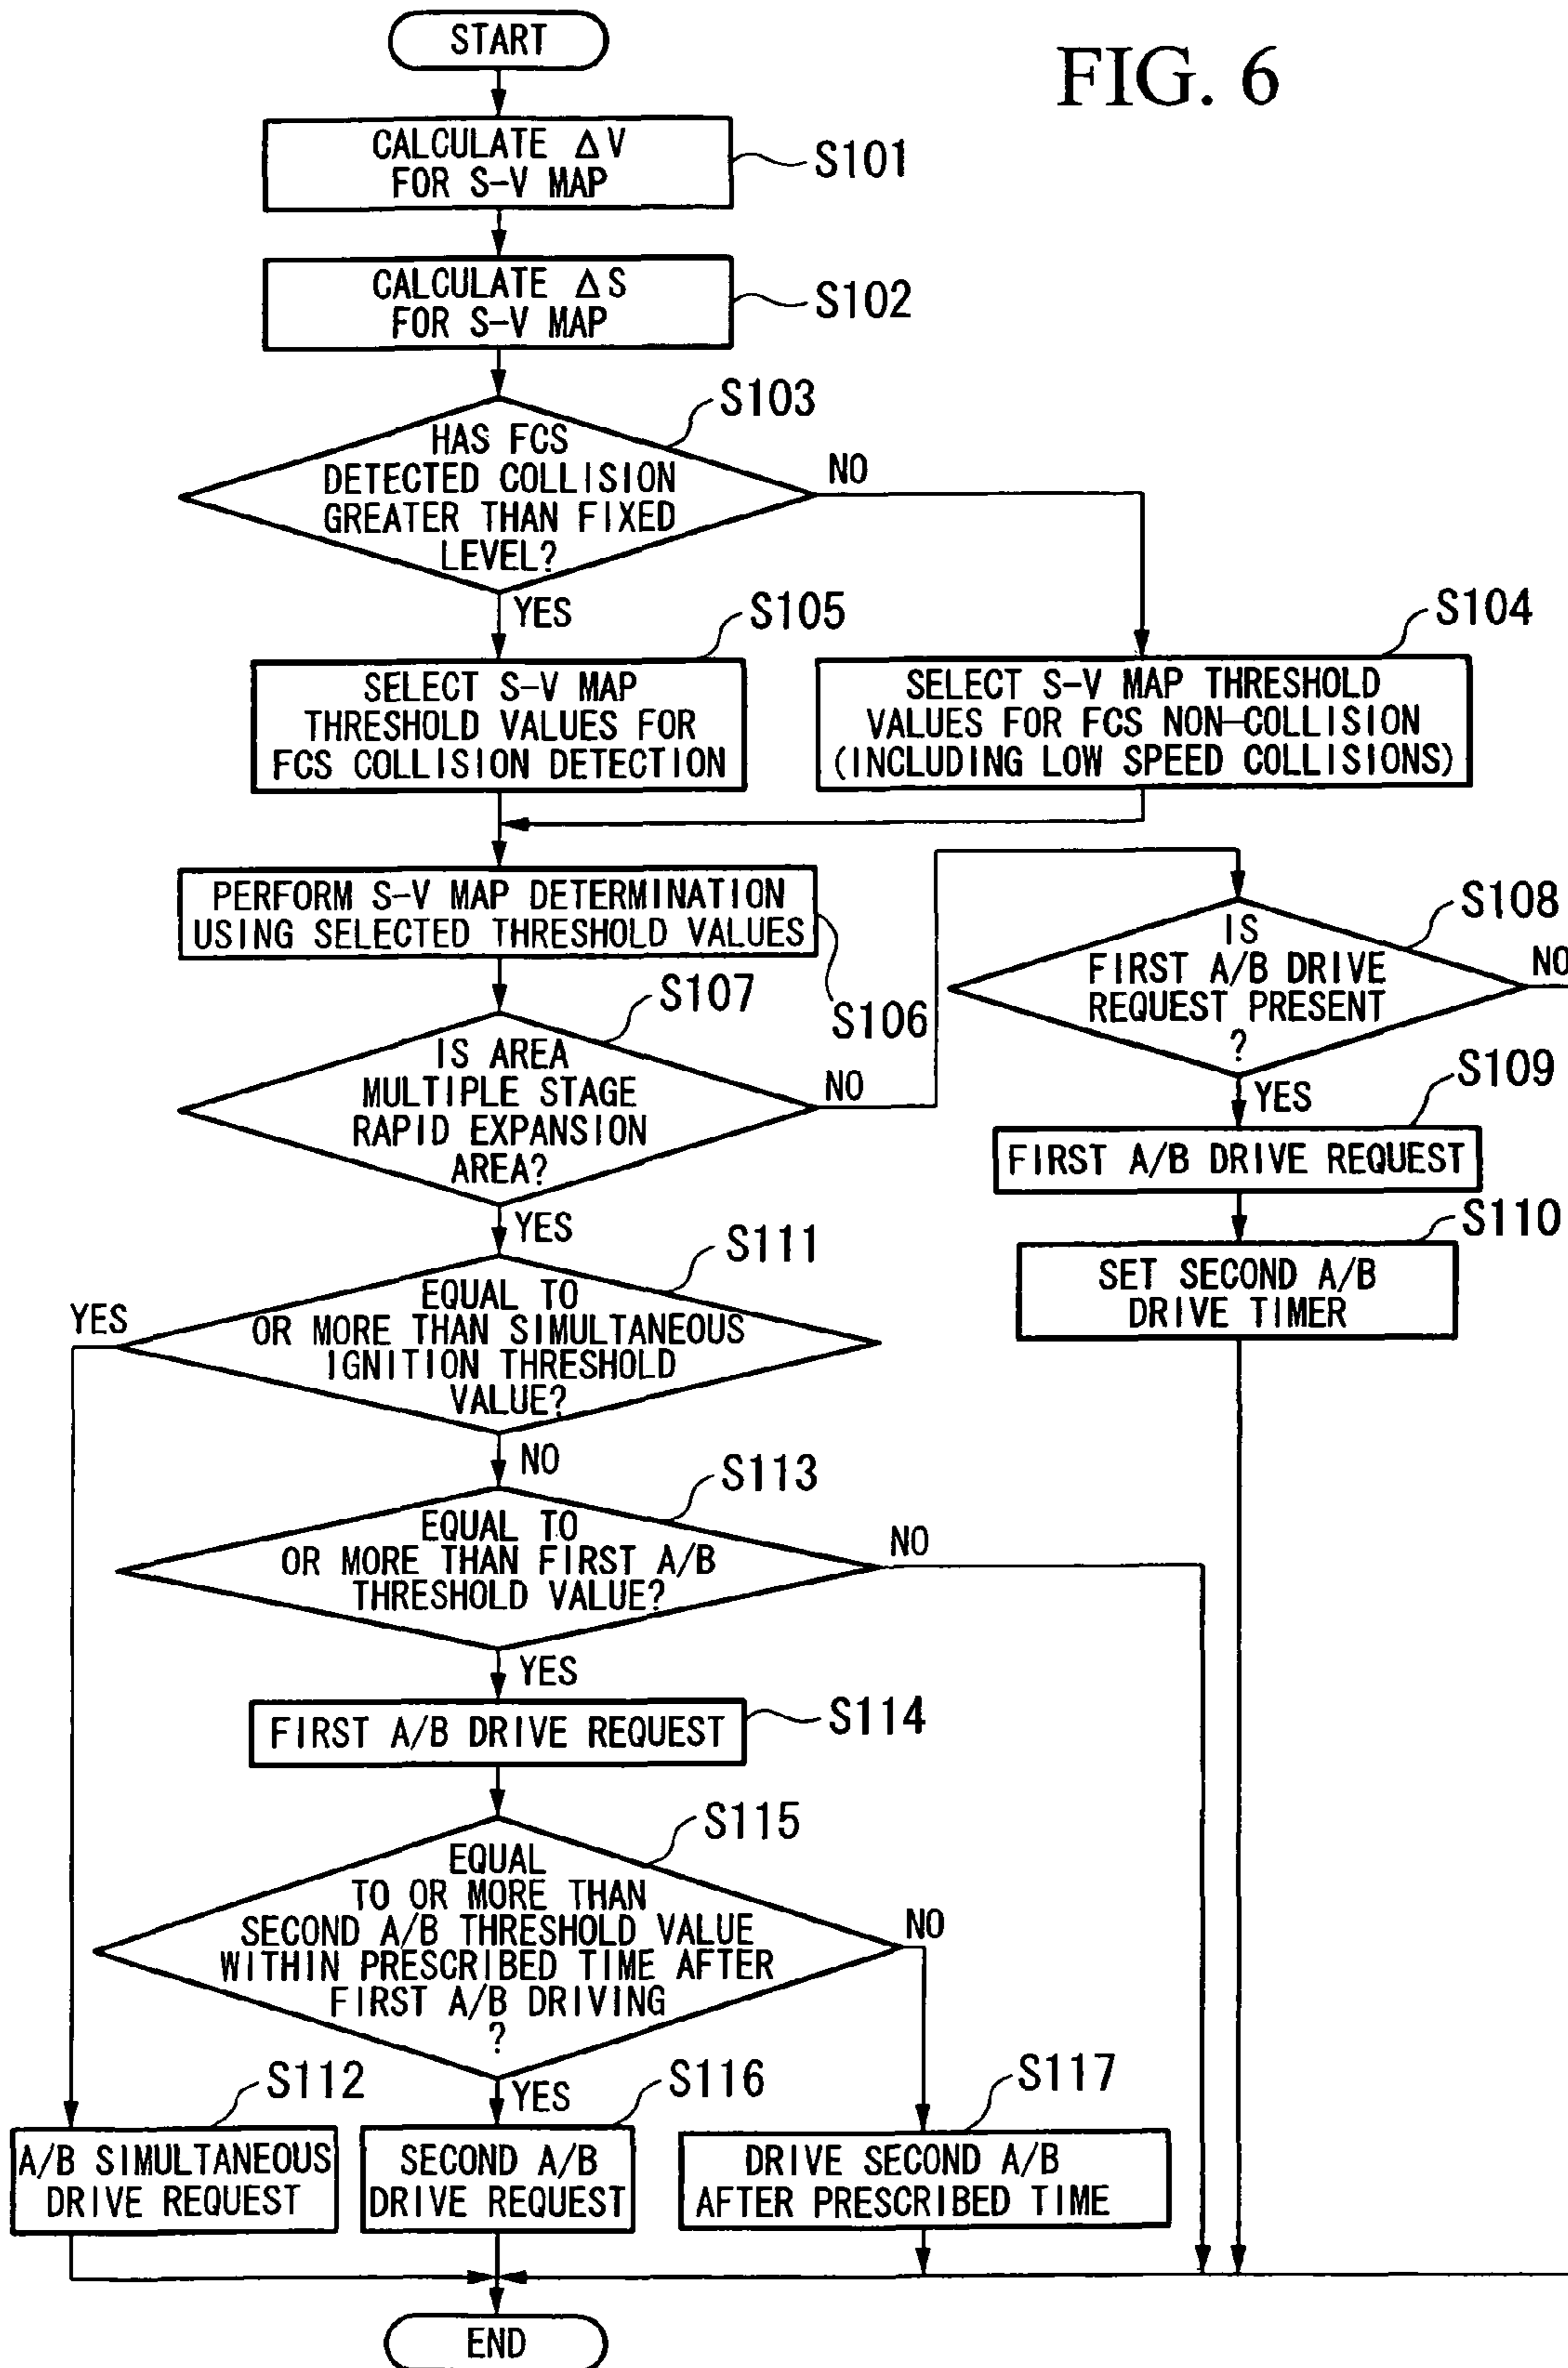 START
FIG. 6
CALCULATE ΔV
FOR S-V MAP
S101
CALCULATE ΔS
FOR S-V MAP
S102
S103
HAS FCS
DETECTED COLLISION
GREATER THAN FIXED
LEVEL?
NO
YES
S105
SELECT S-V MAP
THRESHOLD VALUES FOR
FCS COLLISION DETECTION
S104
SELECT S-V MAP THRESHOLD
VALUES FOR FCS NON-COLLISION
(INCLUDING LOW SPEED COLLISIONS)
PERFORM S-V MAP DETERMINATION
USING SELECTED THRESHOLD VALUES
S106
S107
IS AREA
MULTIPLE STAGE
RAPID EXPANSION
AREA?
NO
YES
S108
IS
FIRST A/B DRIVE
REQUEST PRESENT
?
NO
YES
S109
FIRST A/B DRIVE REQUEST
S110
SET SECOND A/B
DRIVE TIMER
S111
EQUAL TO
OR MORE THAN SIMULTANEOUS
IGNITION THRESHOLD
VALUE?
YES
NO
S113
EQUAL TO
OR MORE THAN FIRST A/B
THRESHOLD VALUE?
NO
YES
FIRST A/B DRIVE REQUEST
S114
S115
EQUAL
TO OR MORE THAN
SECOND A/B THRESHOLD VALUE
WITHIN PRESCRIBED TIME AFTER
FIRST A/B DRIVING
?
NO
YES
S112
A/B SIMULTANEOUS
DRIVE REQUEST
S116
SECOND A/B
DRIVE REQUEST
S117
DRIVE SECOND A/B
AFTER PRESCRIBED TIME
END